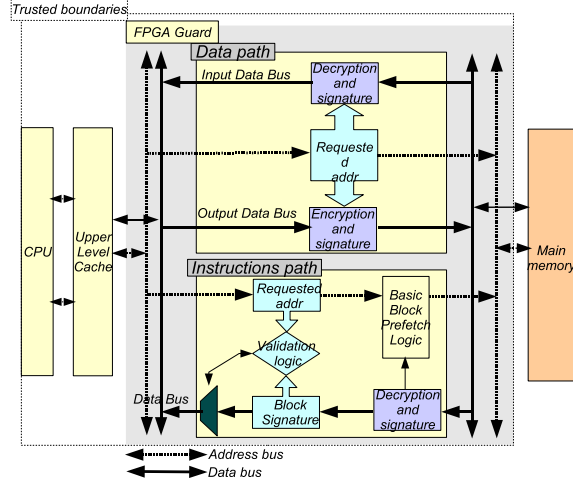 Trusted boundaries
FPGA Guard
Data path
Input Data Bus
Decryption
and
signature
Requeste
d
addr
Output Data Bus
Encryption
and
signature
CPU
Upper
Level
Cache
Main
memory
Instructions path
Requested
addr
Basic
Block
Prefetch
Logic
Validation
logic
Data Bus
Block
Signature
Decryption
and
signature
Address bus
Data bus